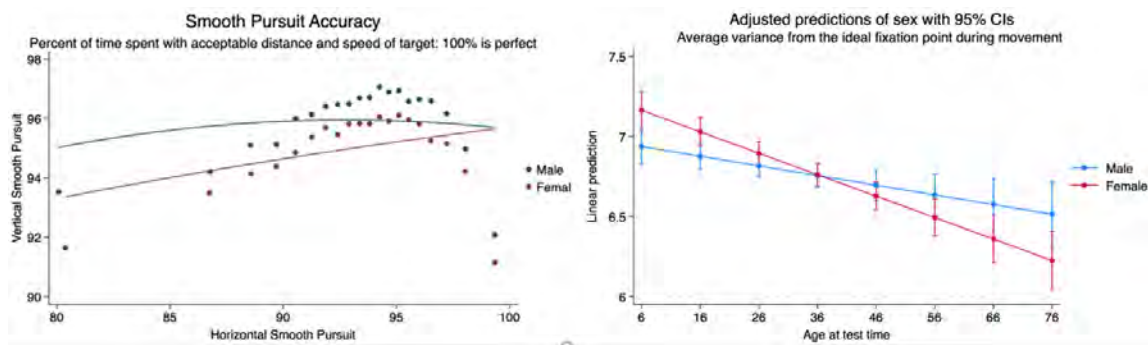 Smooth Pursuit Accuracy
Percent of time spent with acceptable distance and speed of target: 100% is perfect
98
96
94
92
90
Vertical Smooth Pursuit
80
85
90
95
100
Horizontal Smooth Pursuit
Male
Femal
Adjusted predictions of sex with 95% CIs
Average variance from the ideal fixation point during movement
7.5
7
6.5
6
Linear prediction
6
16
26
36
46
56
66
76
Age at test time
Male
Female